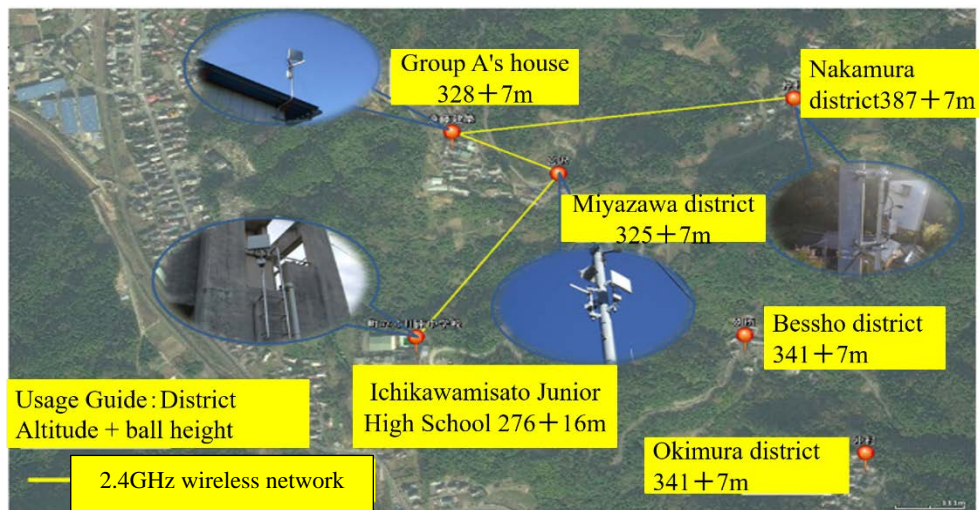 Group A's house
328＋7m
Nakamura
district387＋7m
Miyazawa district
325＋7m
Bessho district
341＋7m
Ichikawamisato Junior
High School 276＋16m
Okimura district
341＋7m
Usage Guide：District
Altitude + ball height
2.4GHz wireless network